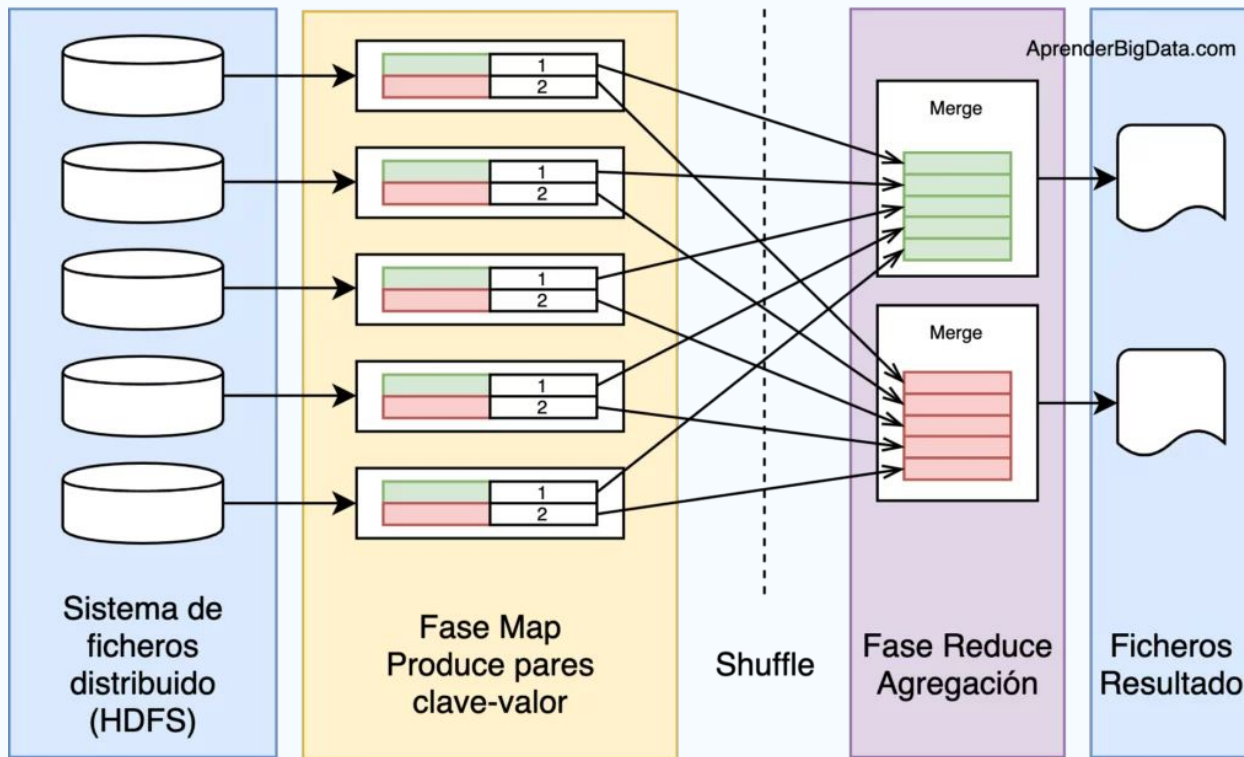 AprenderBigData.com
1
2
1
2
1
2
1
2
1
2
Merge
Merge
Sistema de
ficheros
distribuido
(HDFS)
Fase Map
Produce pares
clave-valor
Shuffle
Fase Reduce
Agregación
Ficheros
Resultado